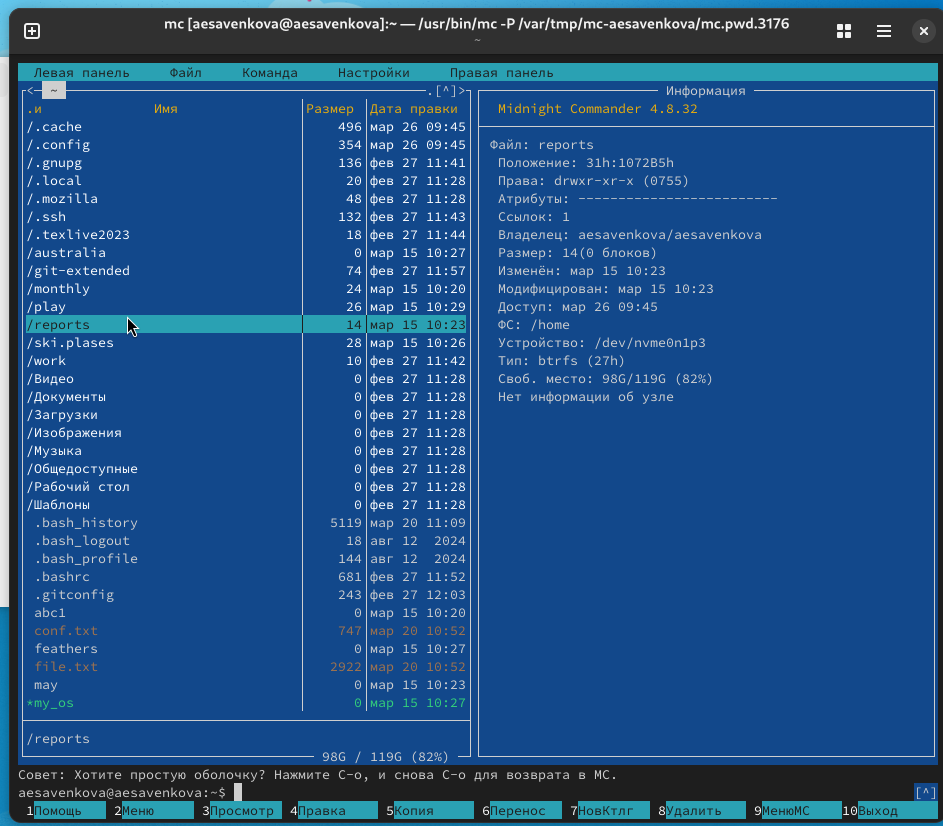 mc [aesavenkova@aesavenkova]:~ — /usr/bin/mc -P /var/tmp/mc-aesavenkova/mc.pwd.3176
~
Левая панель Файл Команда Настройки Правая панель
<─ ~ .[^]>
.и Имя Размер Дата правки
/.cache 496 мар 26 09:45
/.config 354 мар 26 09:45
/.gnupg 136 фев 27 11:41
/.local 20 фев 27 11:28
/.mozilla 48 фев 27 11:28
/.ssh 132 фев 27 11:43
/.texlive2023 18 фев 27 11:44
/australia 0 мар 15 10:27
/git-extended 74 фев 27 11:57
/monthly 24 мар 15 10:20
/play 26 мар 15 10:29
/reports 14 мар 15 10:23
/ski.plases 28 мар 15 10:26
/work 10 фев 27 11:42
/Видео 0 фев 27 11:28
/Документы 0 фев 27 11:28
/Загрузки 0 фев 27 11:28
/Изображения 0 фев 27 11:28
/Музыка 0 фев 27 11:28
/Общедоступные 0 фев 27 11:28
/Рабочий стол 0 фев 27 11:28
/Шаблоны 0 фев 27 11:28
.bash_history 5119 мар 20 11:09
.bash_logout 18 авг 12 2024
.bash_profile 144 авг 12 2024
.bashrc 681 фев 27 11:52
.gitconfig 243 фев 27 12:03
abc1 0 мар 15 10:20
conf.txt 747 мар 20 10:52
feathers 0 мар 15 10:27
file.txt 2922 мар 20 10:52
may 0 мар 15 10:23
*my_os 0 мар 15 10:27
/reports
98G / 119G (82%)
Информация
Midnight Commander 4.8.32
Файл: reports
Положение: 31h:1072B5h
Права: drwxr-xr-x (0755)
Атрибуты: -------------------------
Ссылок: 1
Владелец: aesavenkova/aesavenkova
Размер: 14(0 блоков)
Изменён: мар 15 10:23
Модифицирован: мар 15 10:23
Доступ: мар 26 09:45
ФС: /home
Устройство: /dev/nvme0n1p3
Тип: btrfs (27h)
Своб. место: 98G/119G (82%)
Нет информации об узле
Совет: Хотите простую оболочку? Нажмите C-o, и снова C-o для возврата в MC.
aesavenkova@aesavenkova:~$ [^]
1Помощь 2Меню 3Просмотр 4Правка 5Копия 6Перенос 7НовКтлг 8Удалить 9МенюМС 10Выход